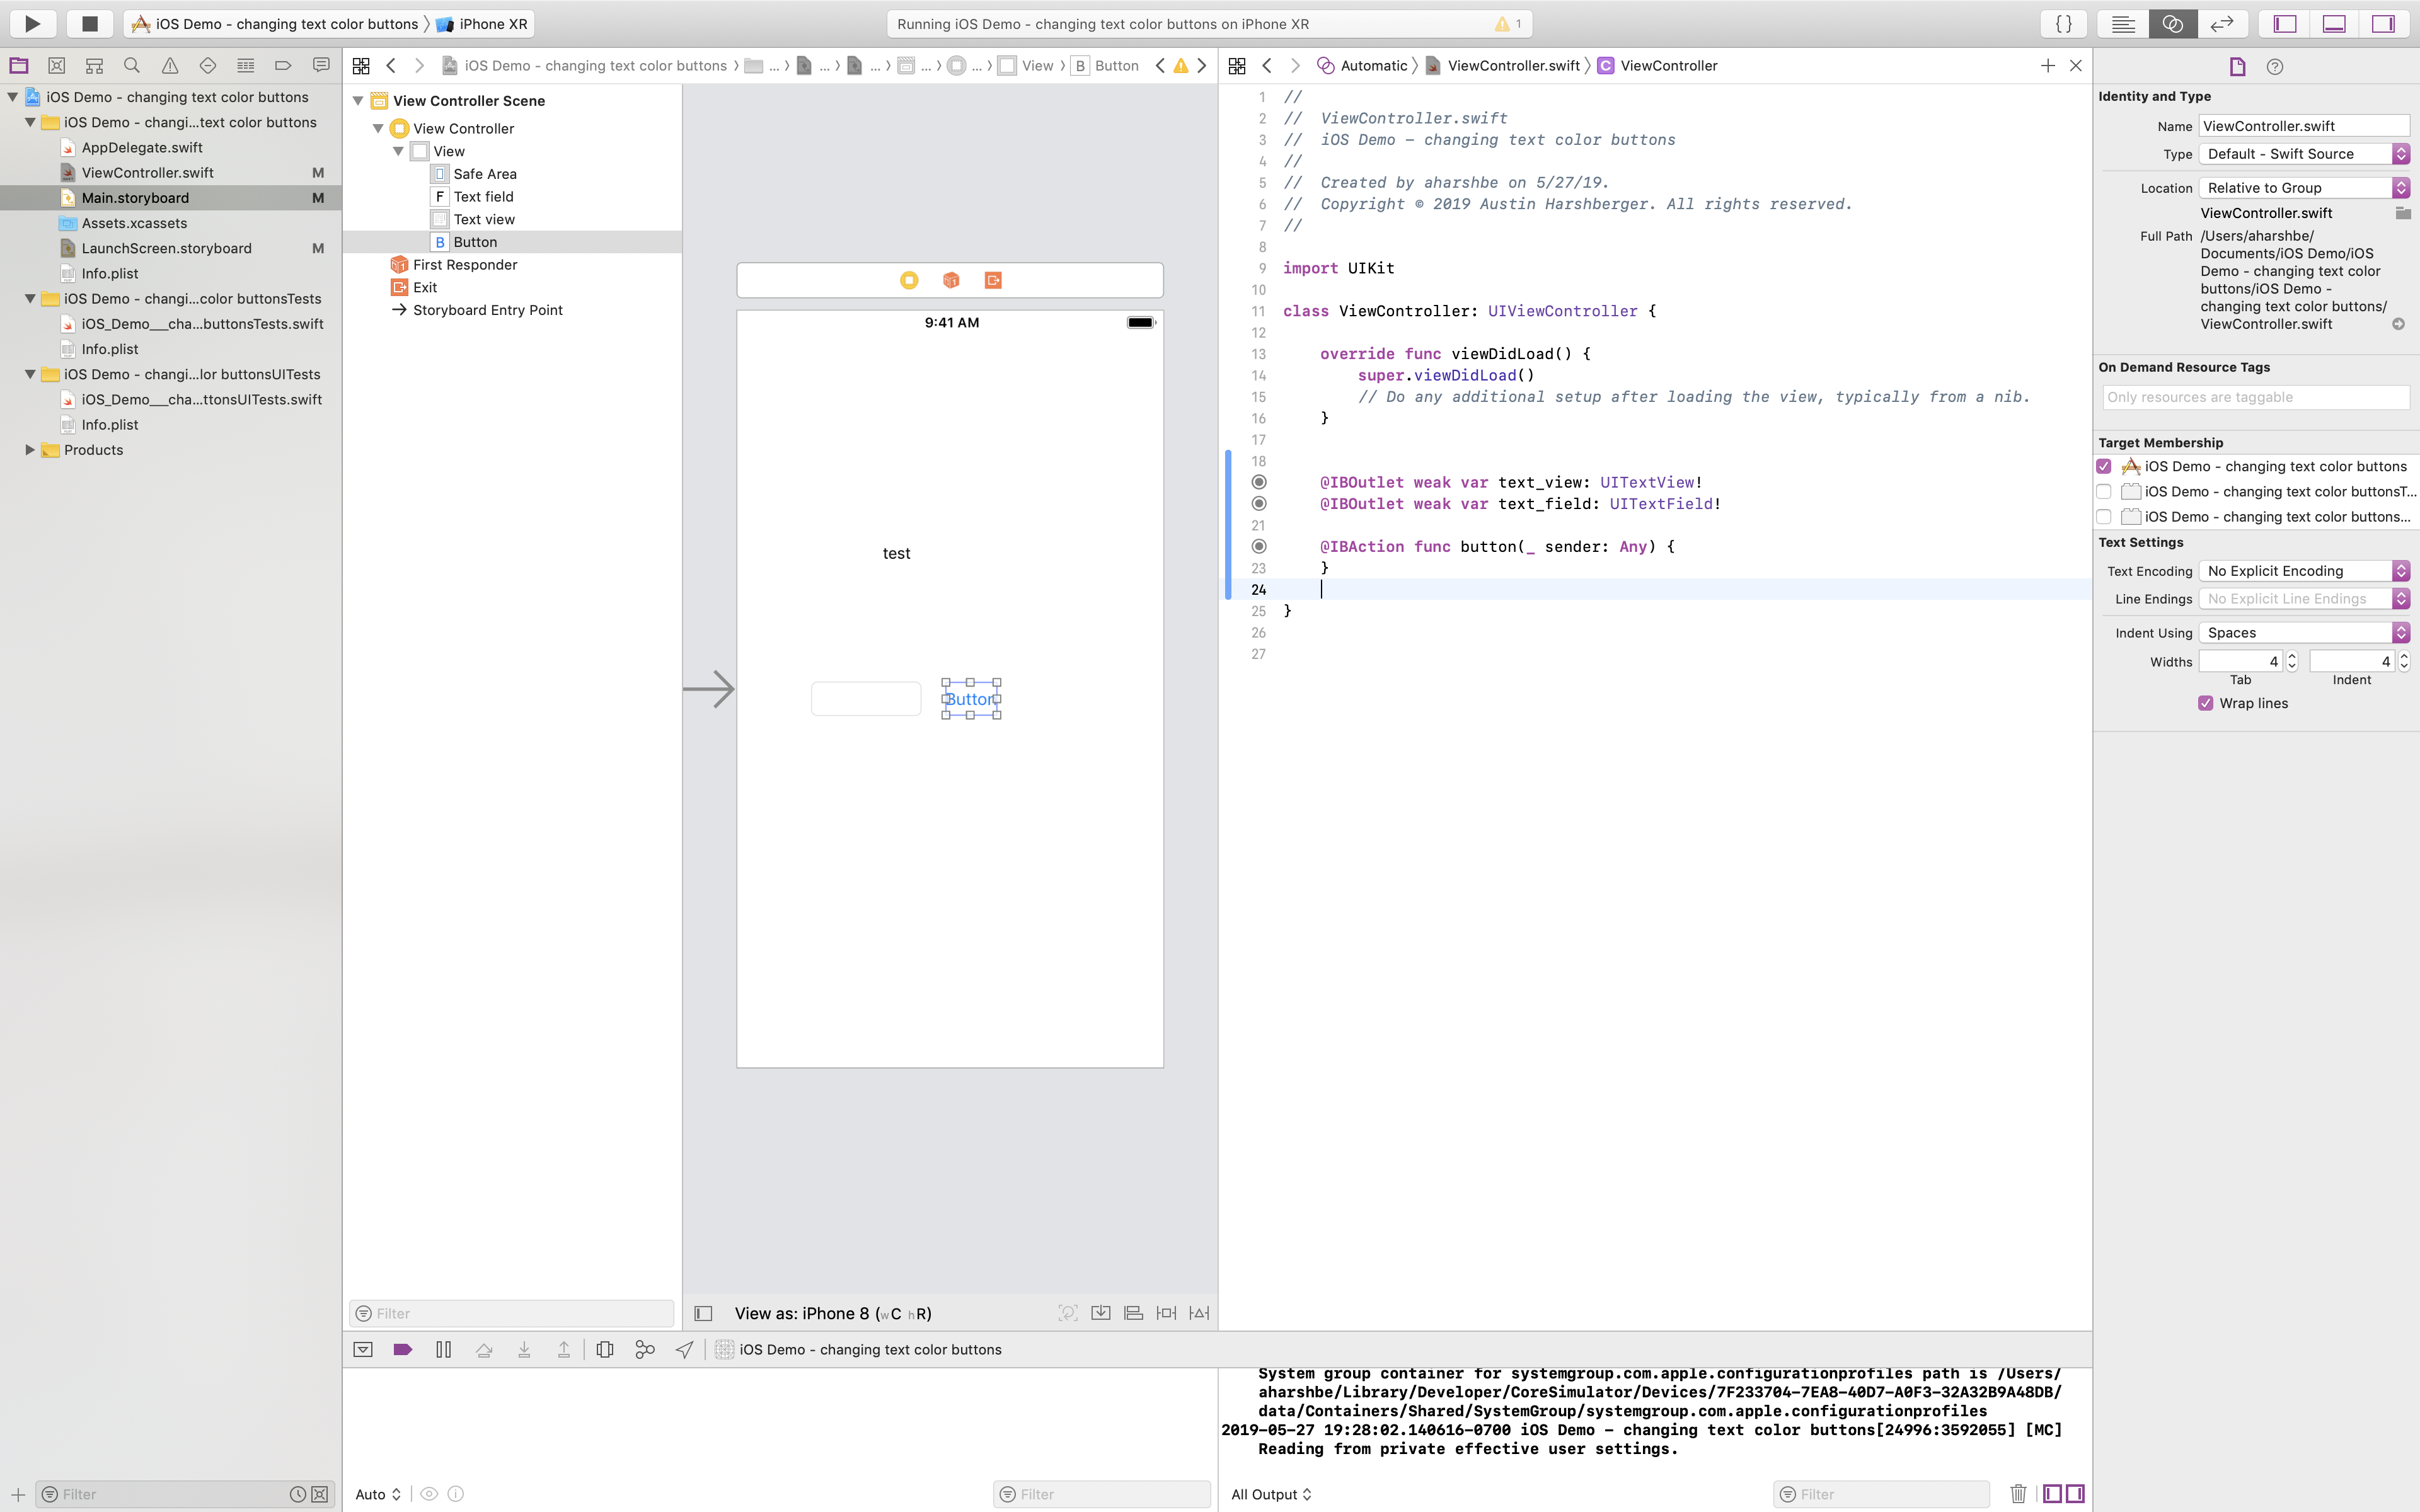 iOS Demo - changing text color buttons 〉 iPhone XR
Running iOS Demo - changing text color buttons on iPhone XR
1
{ }
iOS Demo - changing text color buttons
iOS Demo - changi...text color buttons
AppDelegate.swift
ViewController.swift M
Main.storyboard M
Assets.xcassets
LaunchScreen.storyboard M
Info.plist
iOS Demo - changi...color buttonsTests
iOS_Demo___cha...buttonsTests.swift
Info.plist
iOS Demo - changi...lor buttonsUITests
iOS_Demo___cha...ttonsUITests.swift
Info.plist
Products
Filter
iOS Demo - changing text color buttons 〉 ... 〉 ... 〉 ... 〉 ... 〉 ... 〉 View 〉 B Button
View Controller Scene
View Controller
View
Safe Area
F Text field
Text view
B Button
First Responder
Exit
Storyboard Entry Point
Filter
9:41 AM
test
Button
View as: iPhone 8 (wC hR)
Automatic 〉 ViewController.swift 〉 C ViewController
1 //
2 //  ViewController.swift
3 //  iOS Demo - changing text color buttons
4 //
5 //  Created by aharshbe on 5/27/19.
6 //  Copyright © 2019 Austin Harshberger. All rights reserved.
7 //
8
9 import UIKit
10
11 class ViewController: UIViewController {
12
13     override func viewDidLoad() {
14         super.viewDidLoad()
15         // Do any additional setup after loading the view, typically from a nib.
16     }
17
18
@IBOutlet weak var text_view: UITextView!
@IBOutlet weak var text_field: UITextField!
21
@IBAction func button(_ sender: Any) {
23     }
24
25 }
26
27
iOS Demo - changing text color buttons
System group container for systemgroup.com.apple.configurationprofiles path is /Users/
aharshbe/Library/Developer/CoreSimulator/Devices/7F233704-7EA8-40D7-A0F3-32A32B9A48DB/
data/Containers/Shared/SystemGroup/systemgroup.com.apple.configurationprofiles
2019-05-27 19:28:02.140616-0700 iOS Demo - changing text color buttons[24996:3592055] [MC]
Reading from private effective user settings.
Auto
Filter
All Output
Filter
Identity and Type
Name ViewController.swift
Type Default - Swift Source
Location Relative to Group
ViewController.swift
Full Path /Users/aharshbe/
Documents/iOS Demo/iOS
Demo - changing text color
buttons/iOS Demo -
changing text color buttons/
ViewController.swift
On Demand Resource Tags
Only resources are taggable
Target Membership
iOS Demo - changing text color buttons
iOS Demo - changing text color buttonsT...
iOS Demo - changing text color buttons...
Text Settings
Text Encoding No Explicit Encoding
Line Endings No Explicit Line Endings
Indent Using Spaces
Widths 4 4
Tab Indent
Wrap lines